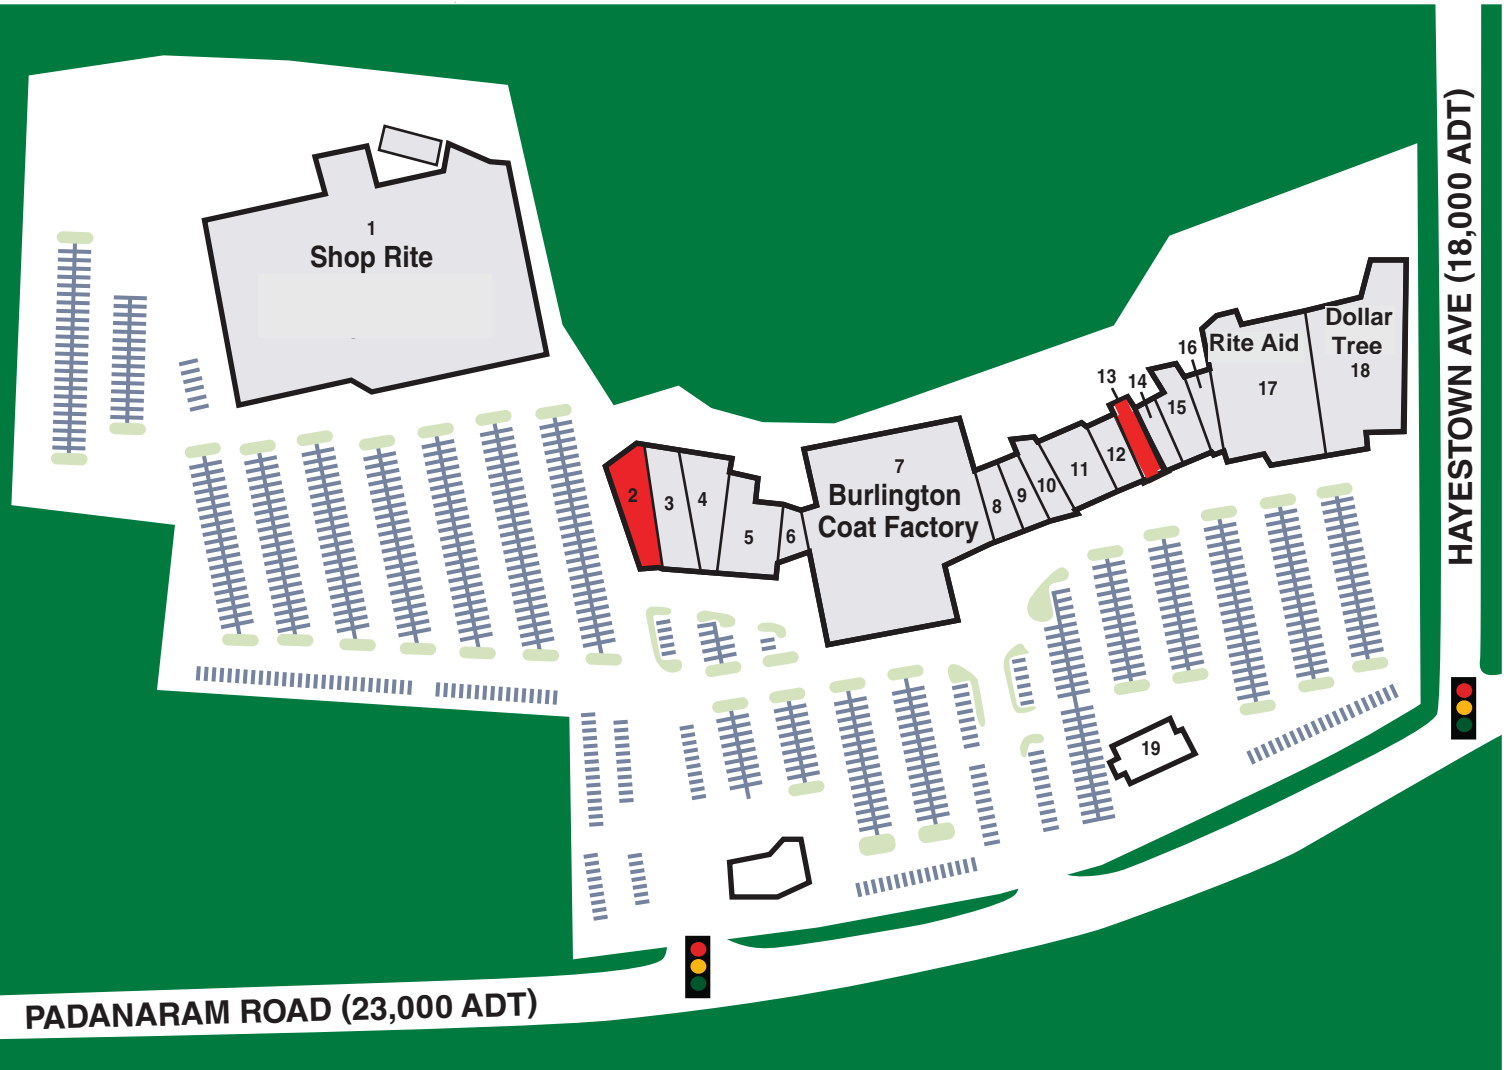 HAYESTOWN AVE (18,000 ADT)
1
Shop Rite
Dollar
Tree
18
Rite Aid
17
16
15
14
13
12
11
10
9
8
7
Burlington
Coat Factory
6
5
4
3
2
19
PADANARAM ROAD (23,000 ADT)